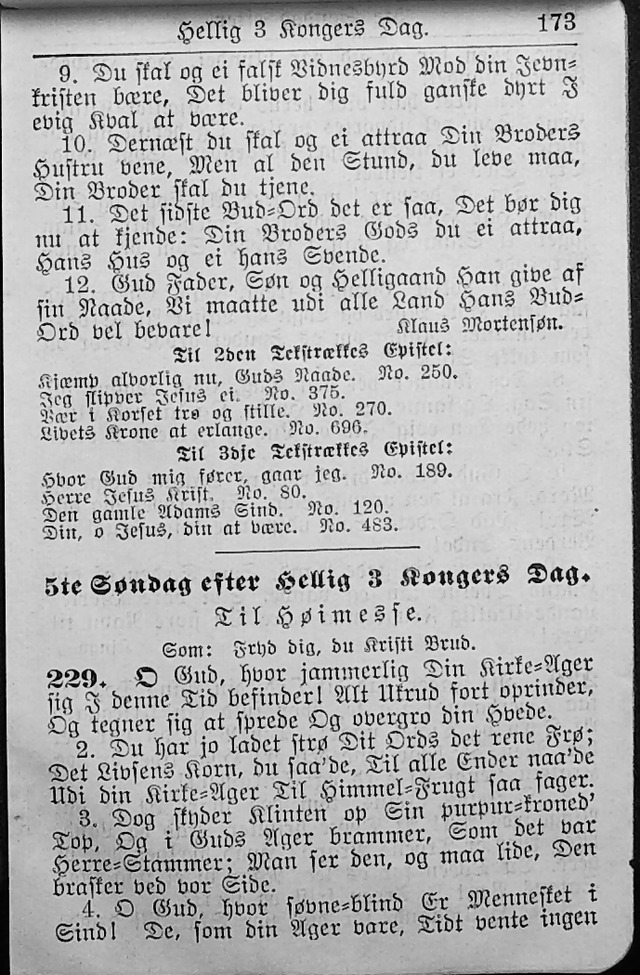 Hellig 3 Kongers Dag. 173
9. Du skal og ei falsk Vidnesbyrd Mod din Jevn-
kristen bære, Det bliver dig fuld ganske dyrt I
evig Kval at være.
10. Dernæst du skal og ei attraa Din Broders
Hustru vene, Men al den Stund, du leve maa,
Din Broder skal du tjene.
11. Det sidste Bud-Ord det er saa, Det bør dig
nu at kjende: Din Broders Gods du ei attraa,
Hans Hus og ei hans Svende.
12. Gud Fader, Søn og Helligaand Han give af
sin Naade, Vi maatte udi alle Land Hans Bud-
Ord vel bevare! Klaus Mortensøn.
Til 2den Tekstrækkes Epistel:
Kjæmp alvorlig nu, Guds Naade. No. 250.
Jeg slipper Jesus ei. No. 375.
Vær i Korset tro og stille. No. 270.
Livets Krone at erlange. No. 696.
Til 3dje Tekstrækkes Epistel:
Hvor Gud mig fører, gaar jeg. No. 189.
Herre Jesus Krist. No. 80.
Den gamle Adams Sind. No. 120.
Din, o Jesus, din at være. No. 483.
5te Søndag efter Hellig 3 Kongers Dag.
Til Høimesse.
Som: Fryd dig, du Kristi Brud.
229. O Gud, hvor jammerlig Din Kirke-Ager
sig I denne Tid befinder! Alt Ukrud fort oprinder,
Og tegner sig at sprede Og overgro din Hvede.
2. Du har jo ladet strø Dit Ords det rene Frø;
Det Livsens Korn, du saa'de, Til alle Ender naa'de
Udi din Kirke-Ager Til Himmel-Frugt saa fager.
3. Dog skyder Klinten op Sin purpur-kroned'
Top, Og i Guds Ager brammer, Som det var
Herre-Stammer; Man ser den, og maa lide, Den
brasker ved vor Side.
4. O Gud, hvor søvne-blind Er Mennesket i
Sind! De, som din Ager vare, Tidt vente ingen